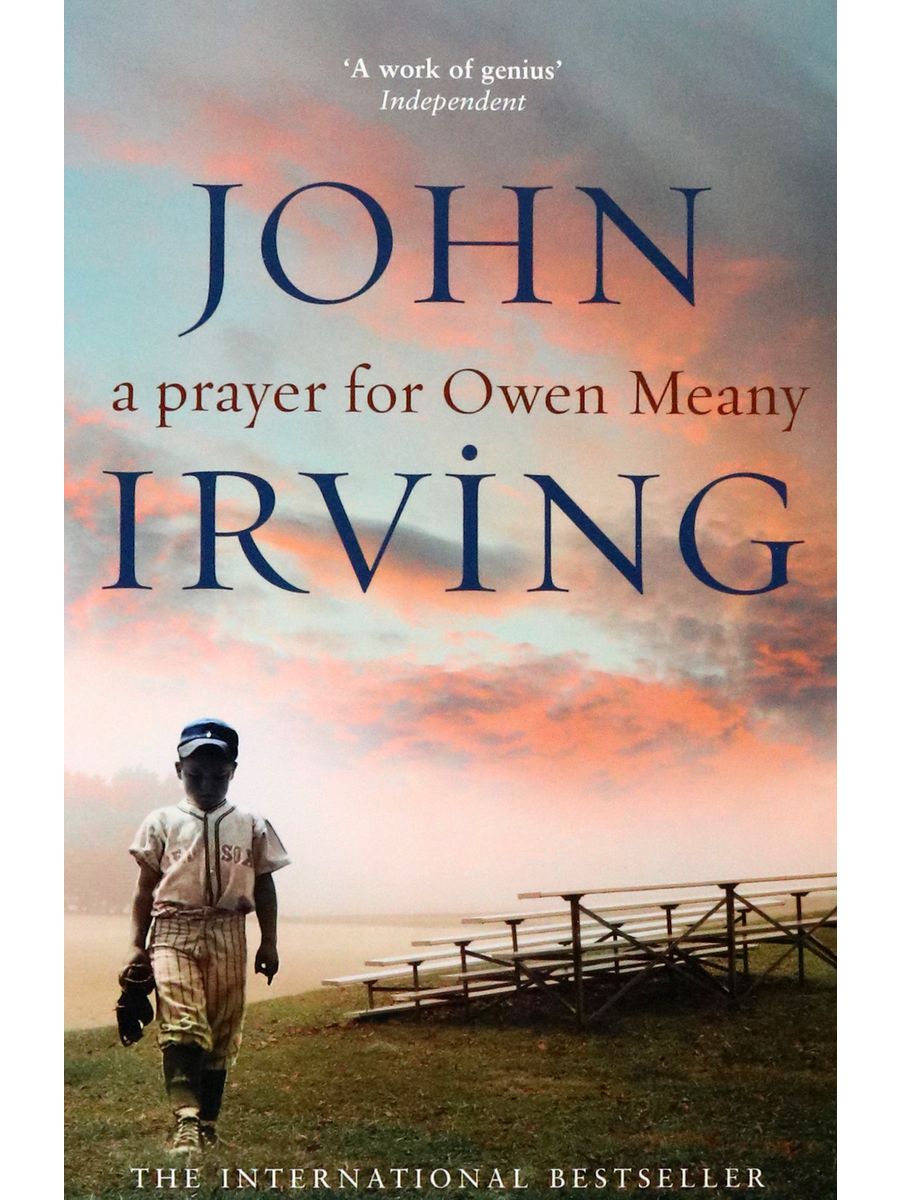 ‘A work of genius’
Independent
JOHN
a prayer for Owen Meany
IRVING
THE INTERNATIONAL BESTSELLER